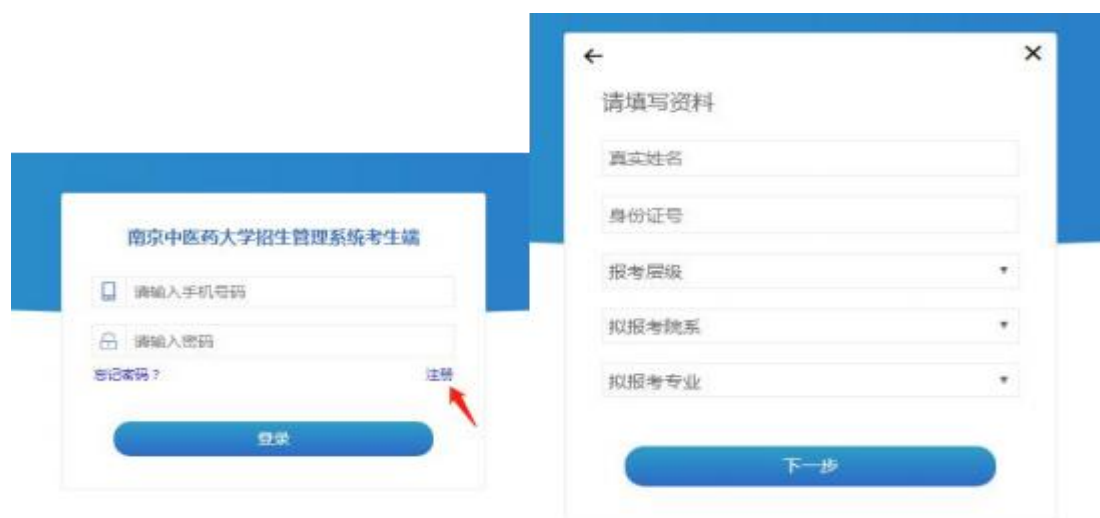 南京中医药大学招生管理系统考生端
请输入手机号码
请输入密码
忘记密码？
注册
登录
请填写资料
真实姓名
身份证号
报考层级
拟报考院系
拟报考专业
下一步